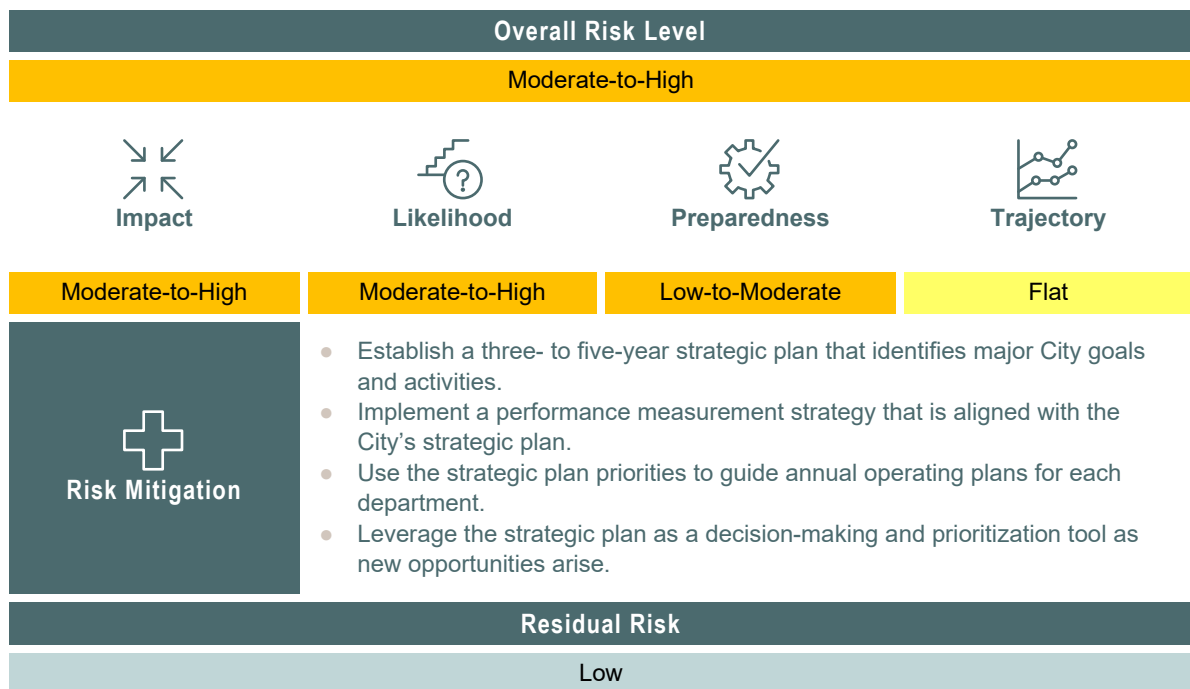 Overall Risk Level
Moderate-to-High
?
Impact
Likelihood
Preparedness
Trajectory
Moderate-to-High
Moderate-to-High
Low-to-Moderate
Flat
Risk Mitigation
● Establish a three- to five-year strategic plan that identifies major City goals
and activities.
● Implement a performance measurement strategy that is aligned with the
City’s strategic plan.
● Use the strategic plan priorities to guide annual operating plans for each
department.
● Leverage the strategic plan as a decision-making and prioritization tool as
new opportunities arise.
Residual Risk
Low